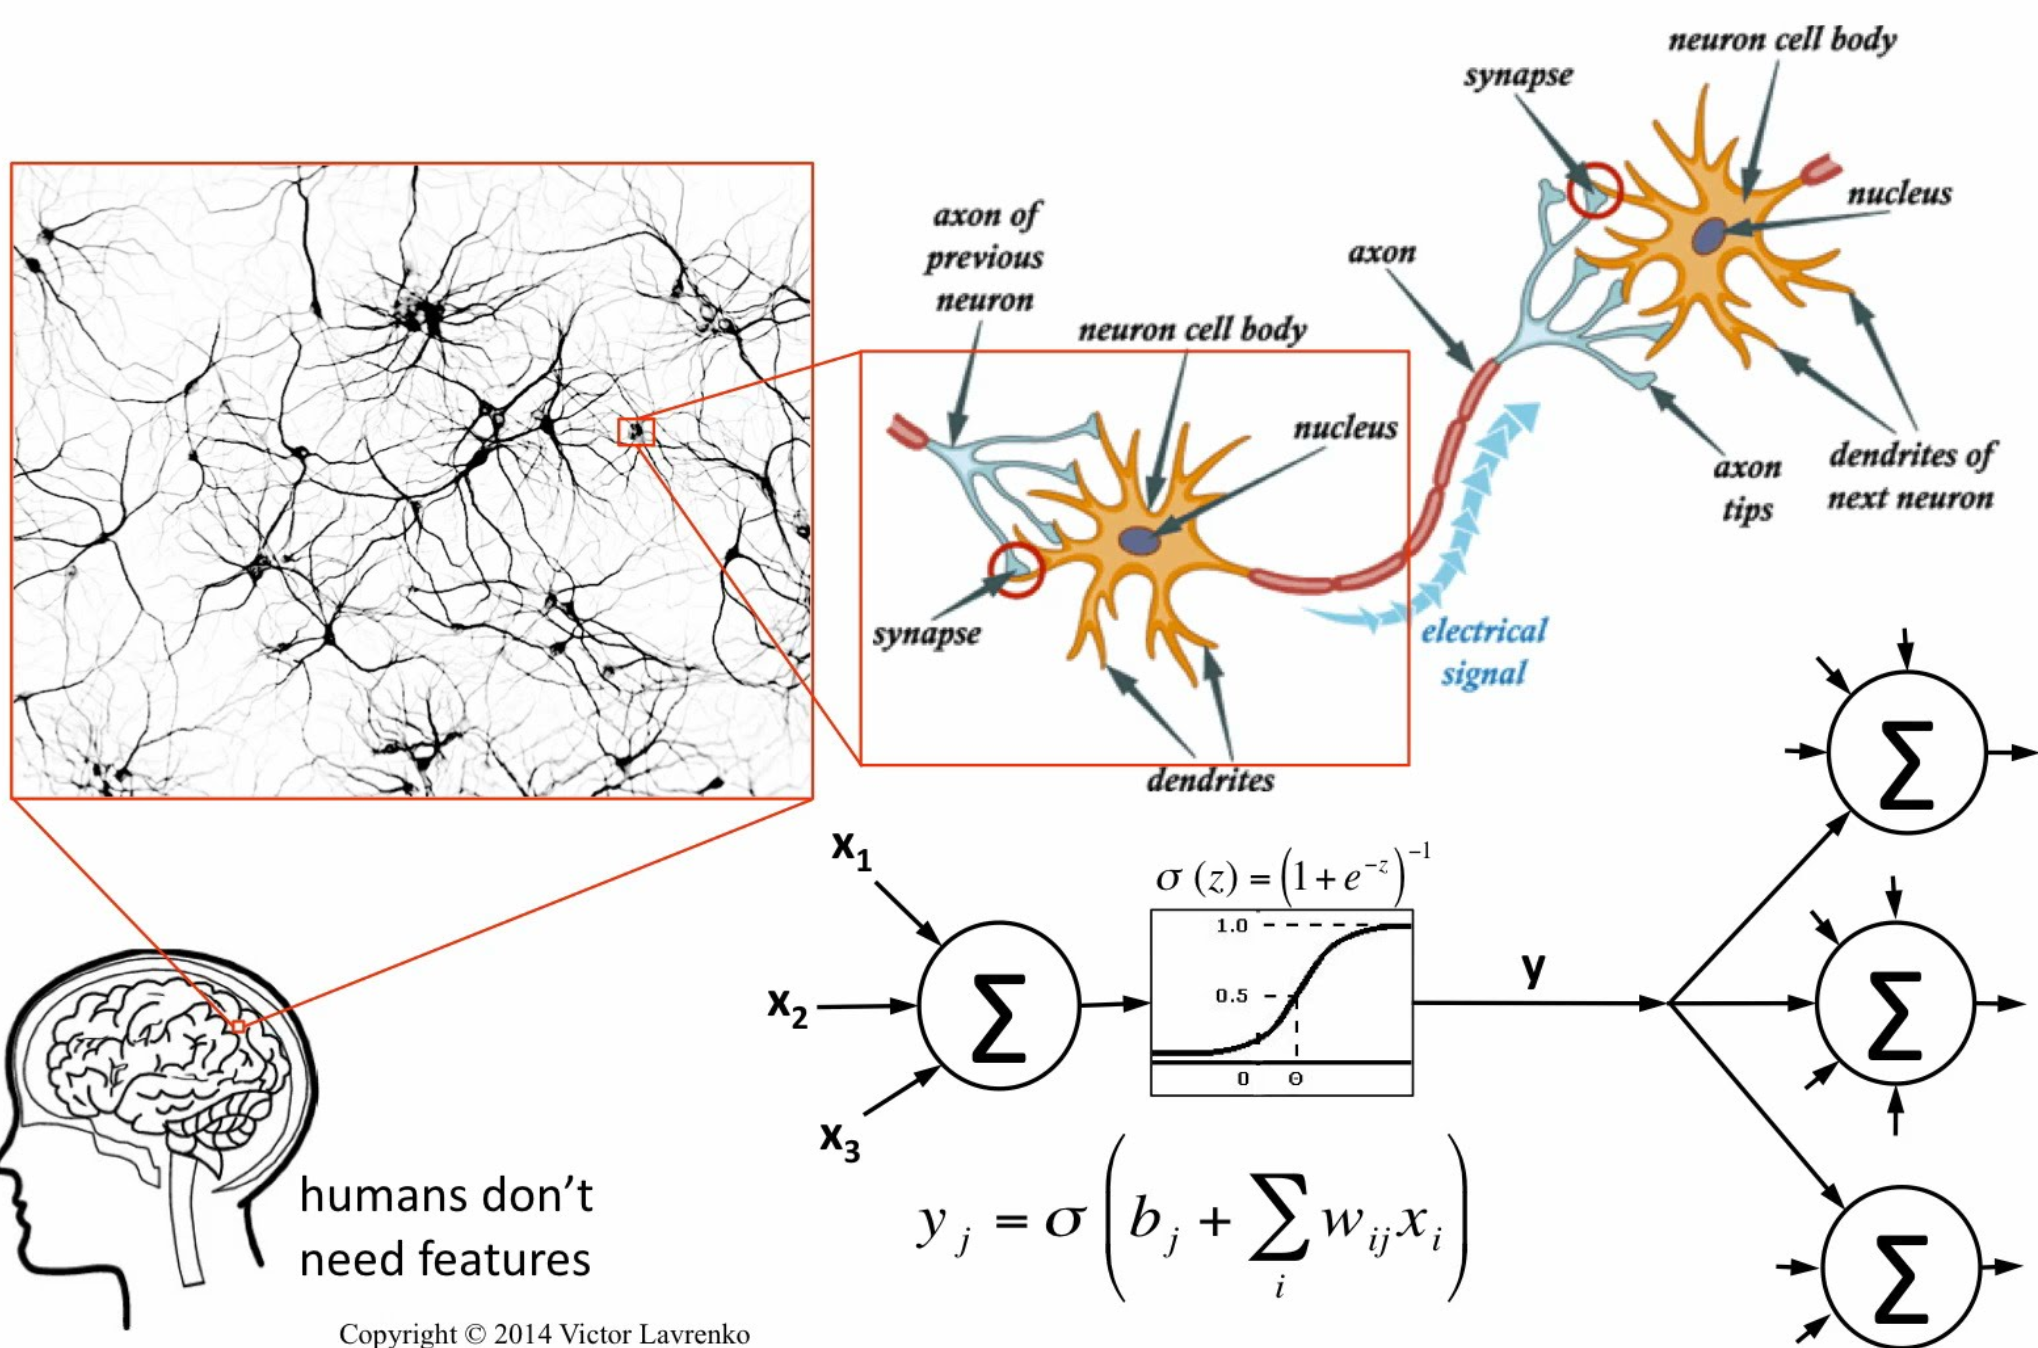 neuron cell body
synapse
nucleus
axon of
previous
neuron
axon
neuron cell body
nucleus
axon
tips
dendrites of
next neuron
synapse
electrical
signal
dendrites
x1
x2
x3
Σ
σ (z) = (1 + e^−z)^−1
1.0
0.5
0 Θ
y
Σ
Σ
Σ
y_j = σ ( b_j + ∑_i w_ij x_i )
humans don't
need features
Copyright © 2014 Victor Lavrenko